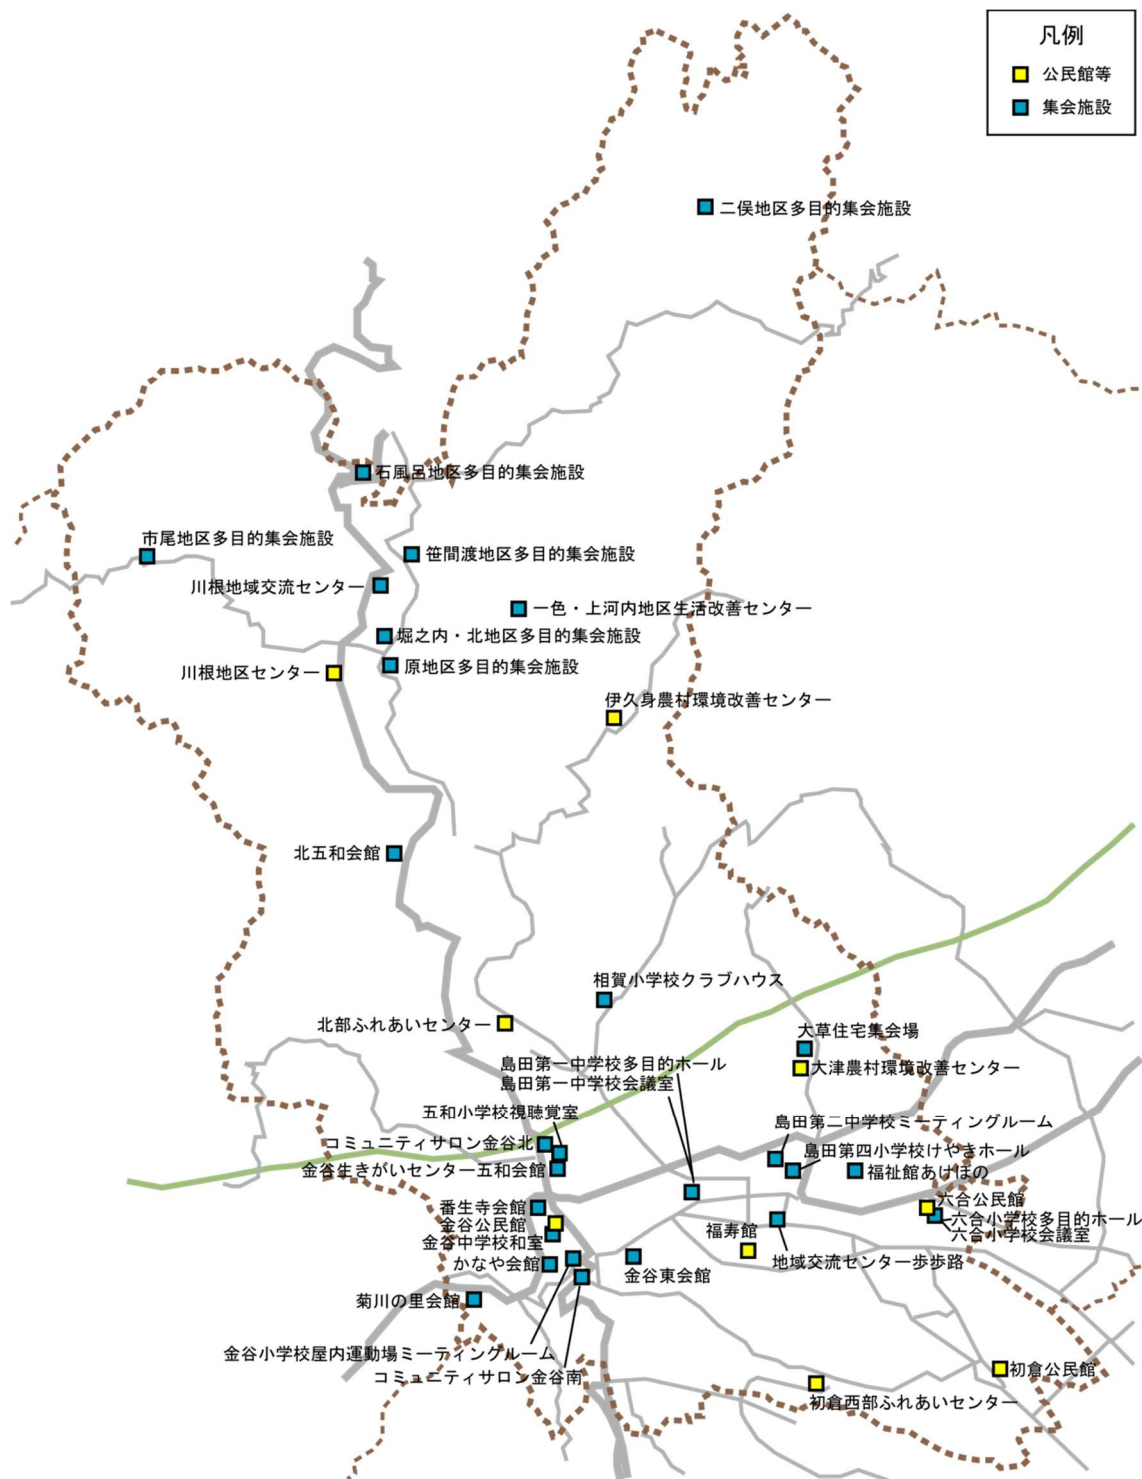 凡例
公民館等
集会施設
二俣地区多目的集会施設
石風呂地区多目的集会施設
市尾地区多目的集会施設
笹間渡地区多目的集会施設
川根地域交流センター
一色・上河内地区生活改善センター
堀之内・北地区多目的集会施設
原地区多目的集会施設
川根地区センター
伊久身農村環境改善センター
北五和会館
相賀小学校クラブハウス
北部ふれあいセンター
大草住宅集会場
島田第一中学校多目的ホール
大津農村環境改善センター
島田第一中学校会議室
五和小学校視聴覚室
島田第二中学校ミーティングルーム
コミュニティサロン金谷北
島田第四小学校けやきホール
金谷生きがいセンター五和会館
福祉館あけぼの
六合公民館
番生寺会館
六合小学校多目的ホール
金谷公民館
福寿館
六合小学校会議室
金谷中学校和室
かなや会館
地域交流センター歩歩路
金谷東会館
菊川の里会館
金谷小学校屋内運動場ミーティングルーム
コミュニティサロン金谷南
初倉公民館
初倉西部ふれあいセンター